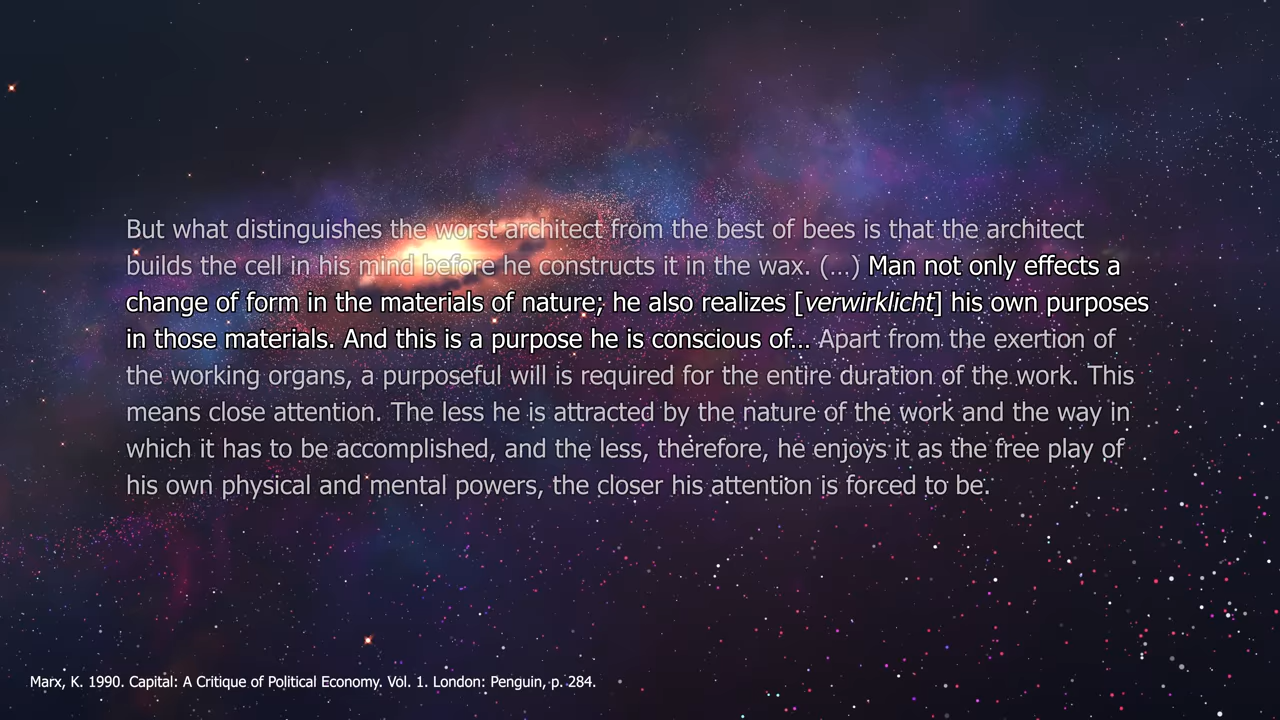 But what distinguishes the worst architect from the best of bees is that the architect
builds the cell in his mind before he constructs it in the wax. (...) Man not only effects a
change of form in the materials of nature; he also realizes [verwirklicht] his own purposes
in those materials. And this is a purpose he is conscious of... Apart from the exertion of
the working organs, a purposeful will is required for the entire duration of the work. This
means close attention. The less he is attracted by the nature of the work and the way in
which it has to be accomplished, and the less, therefore, he enjoys it as the free play of
his own physical and mental powers, the closer his attention is forced to be.
Marx, K. 1990. Capital: A Critique of Political Economy. Vol. 1. London: Penguin, p. 284.